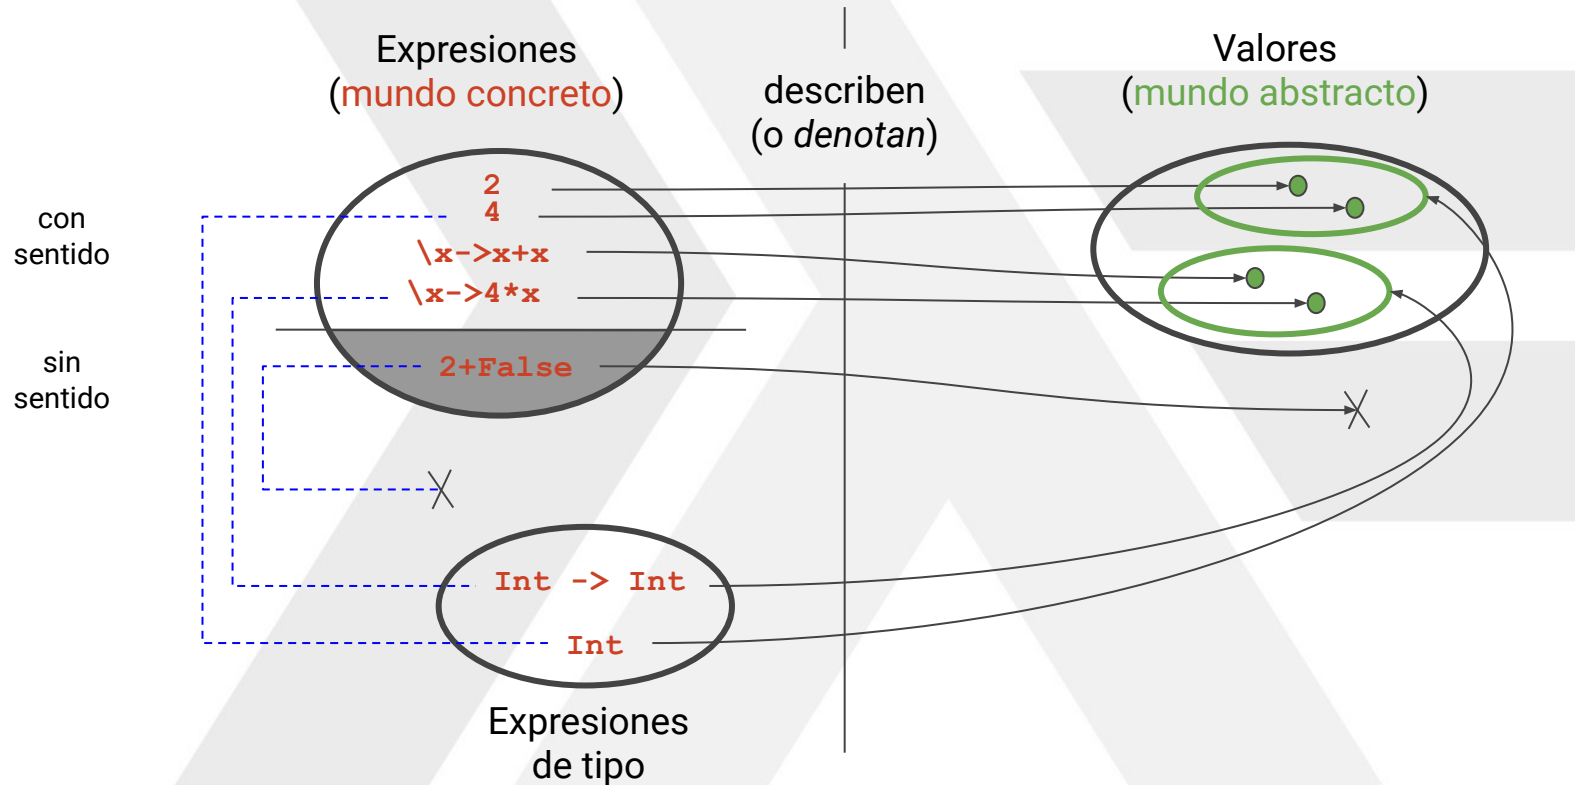 Expresiones
(mundo concreto)
describen
(o denotan)
Valores
(mundo abstracto)
con
sentido
2
4
\x->x+x
\x->4*x
sin
sentido
2+False
Int -> Int
Int
Expresiones
de tipo